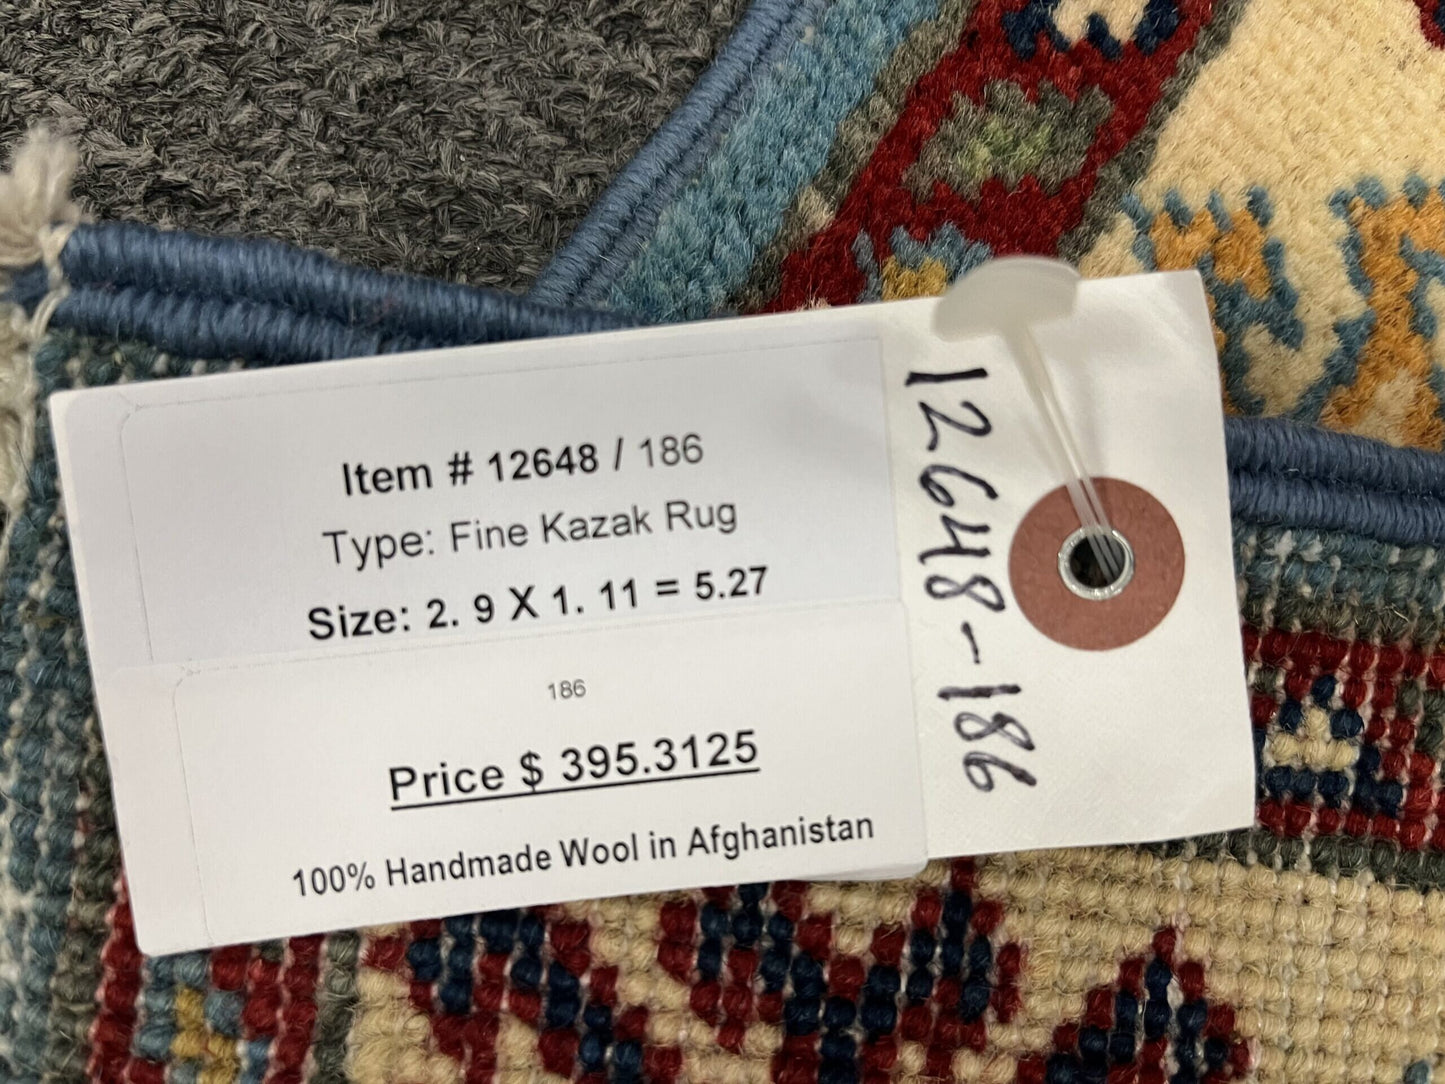 Item # 12648 / 186
Type: Fine Kazak Rug
Size: 2. 9 X 1. 11 = 5.27
186
Price $ 395.3125
100% Handmade Wool in Afghanistan
12648-186